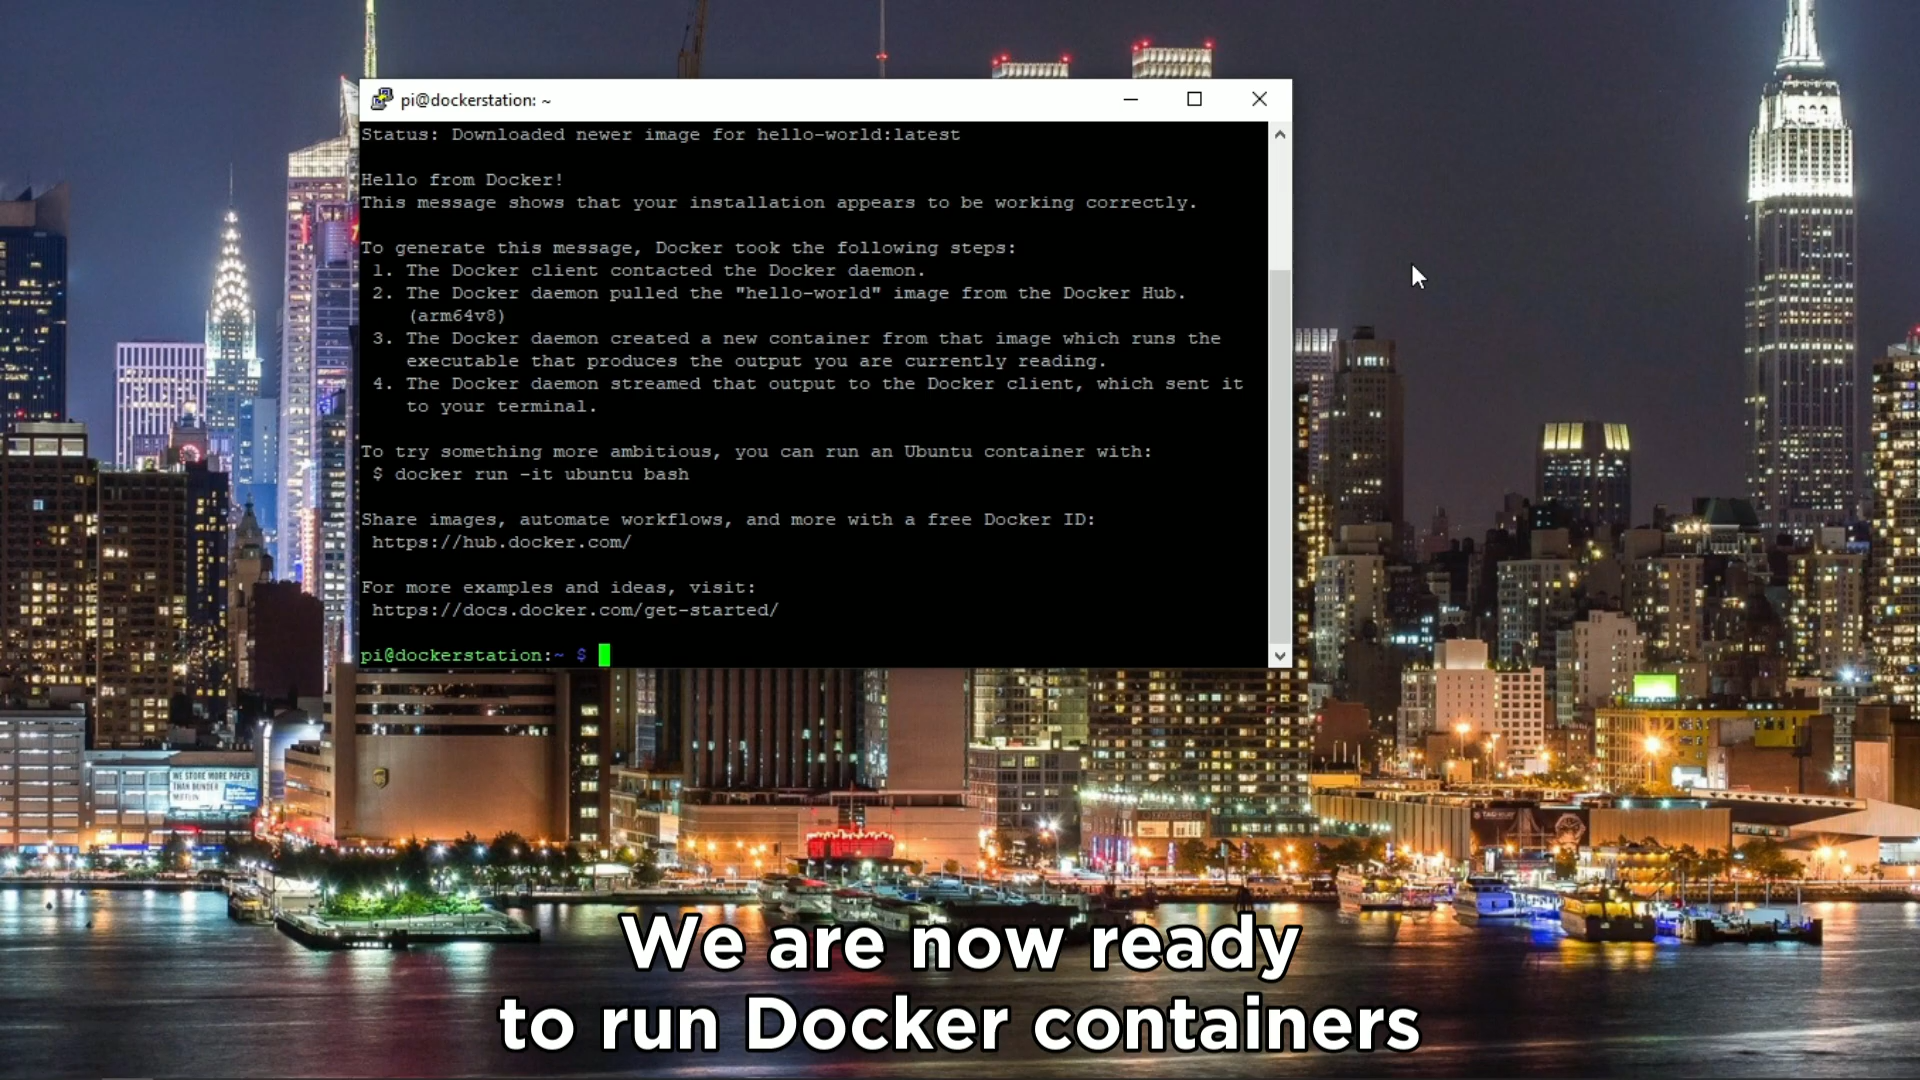 pi@dockerstation: ~
Status: Downloaded newer image for hello-world:latest
Hello from Docker!
This message shows that your installation appears to be working correctly.
To generate this message, Docker took the following steps:
1. The Docker client contacted the Docker daemon.
2. The Docker daemon pulled the "hello-world" image from the Docker Hub.
(arm64v8)
3. The Docker daemon created a new container from that image which runs the
executable that produces the output you are currently reading.
4. The Docker daemon streamed that output to the Docker client, which sent it
to your terminal.
To try something more ambitious, you can run an Ubuntu container with:
$ docker run -it ubuntu bash
Share images, automate workflows, and more with a free Docker ID:
https://hub.docker.com/
For more examples and ideas, visit:
https://docs.docker.com/get-started/
pi@dockerstation:~ $
WE STORE MORE PAPER
THAN DUNDER
MIFFLIN
We are now ready
to run Docker containers